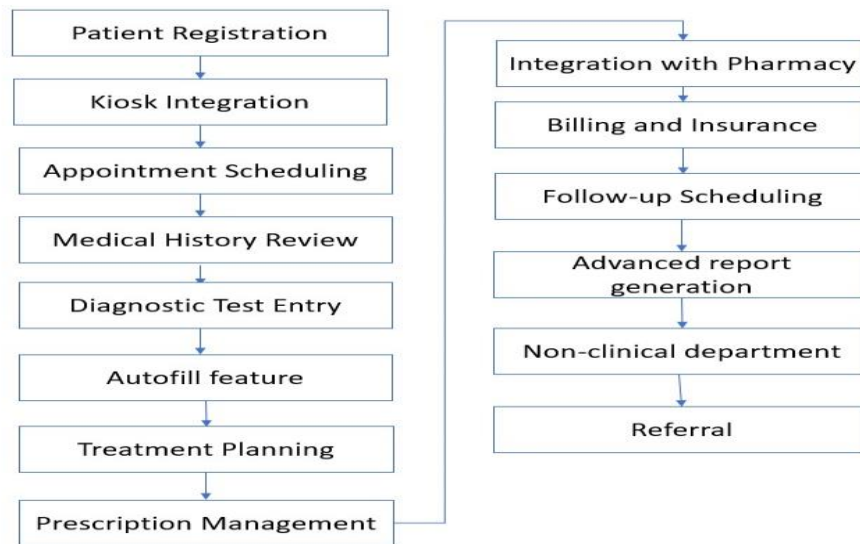 Patient Registration
Kiosk Integration
Appointment Scheduling
Medical History Review
Diagnostic Test Entry
Autofill feature
Treatment Planning
Prescription Management
Integration with Pharmacy
Billing and Insurance
Follow-up Scheduling
Advanced report
generation
Non-clinical department
Referral